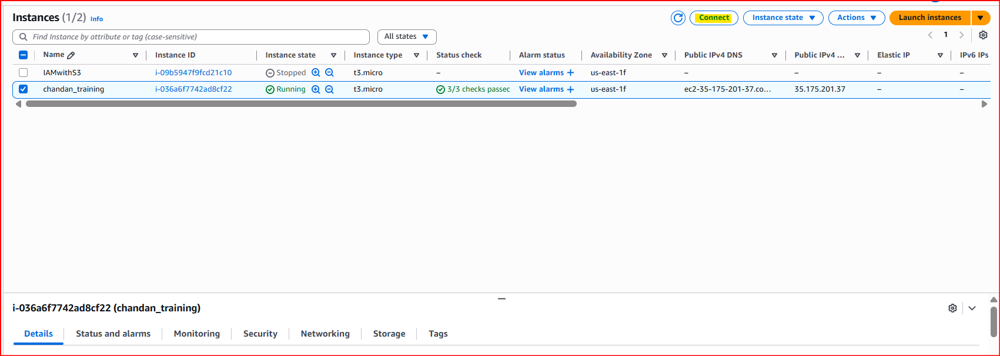 Instances (1/2) Info
Connect Instance state Actions Launch instances
Find Instance by attribute or tag (case-sensitive) All states 1
Name Instance ID Instance state Instance type Status check Alarm status Availability Zone Public IPv4 DNS Public IPv4 ... Elastic IP IPv6 IPs
IAMwithS3 i-09b5947f9fcd21c10 Stopped t3.micro – View alarms + us-east-1f – – – –
chandan_training i-036a6f7742ad8cf22 Running t3.micro 3/3 checks passed View alarms + us-east-1f ec2-35-175-201-37.co... 35.175.201.37 – –
i-036a6f7742ad8cf22 (chandan_training)
Details Status and alarms Monitoring Security Networking Storage Tags